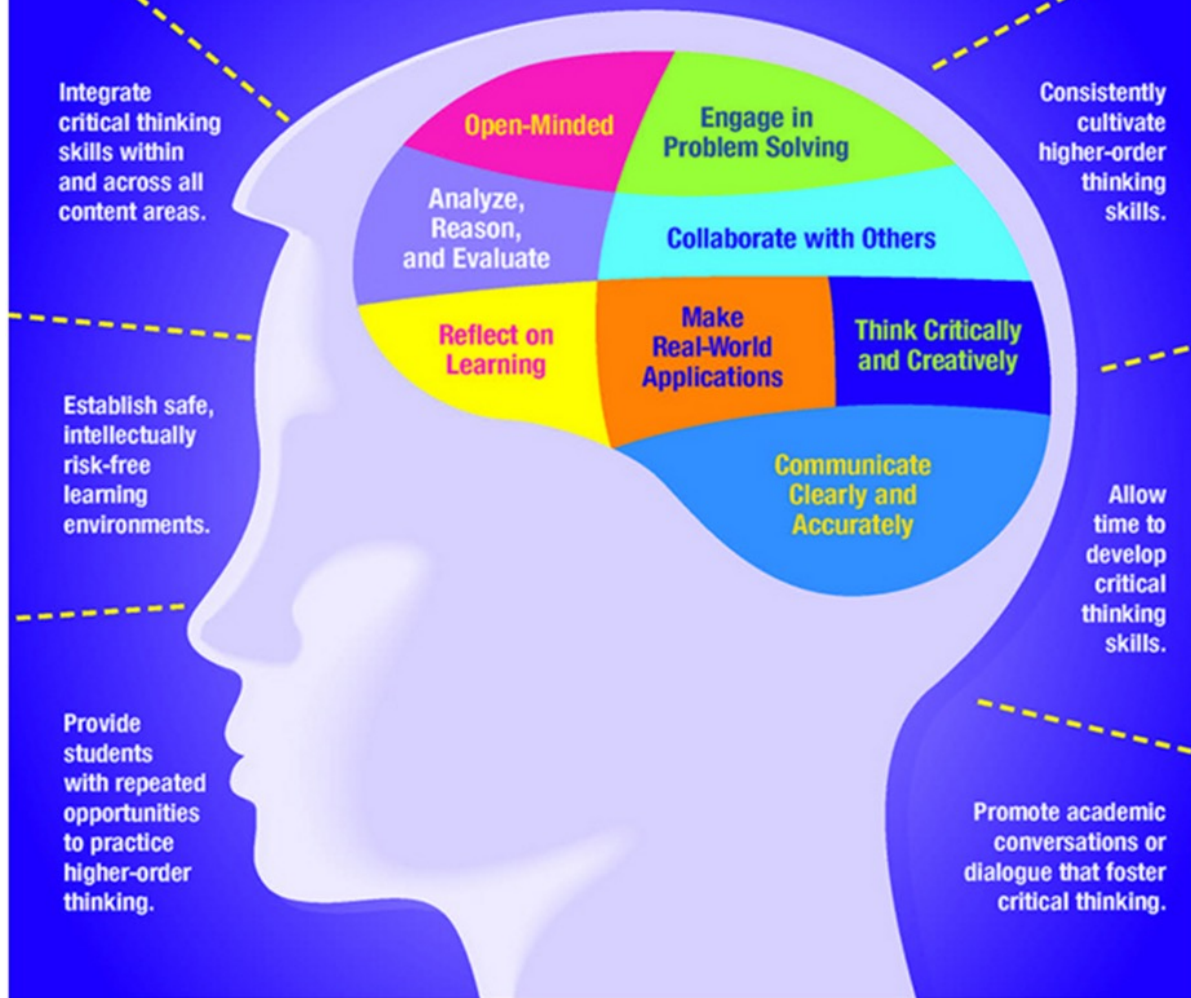 Integrate
critical thinking
skills within
and across all
content areas.
Establish safe,
intellectually
risk-free
learning
environments.
Provide
students
with repeated
opportunities
to practice
higher-order
thinking.
Open-Minded
Engage in
Problem Solving
Analyze,
Reason,
and Evaluate
Collaborate with Others
Reflect on
Learning
Make
Real-World
Applications
Think Critically
and Creatively
Communicate
Clearly and
Accurately
Consistently
cultivate
higher-order
thinking
skills.
Allow
time to
develop
critical
thinking
skills.
Promote academic
conversations or
dialogue that foster
critical thinking.